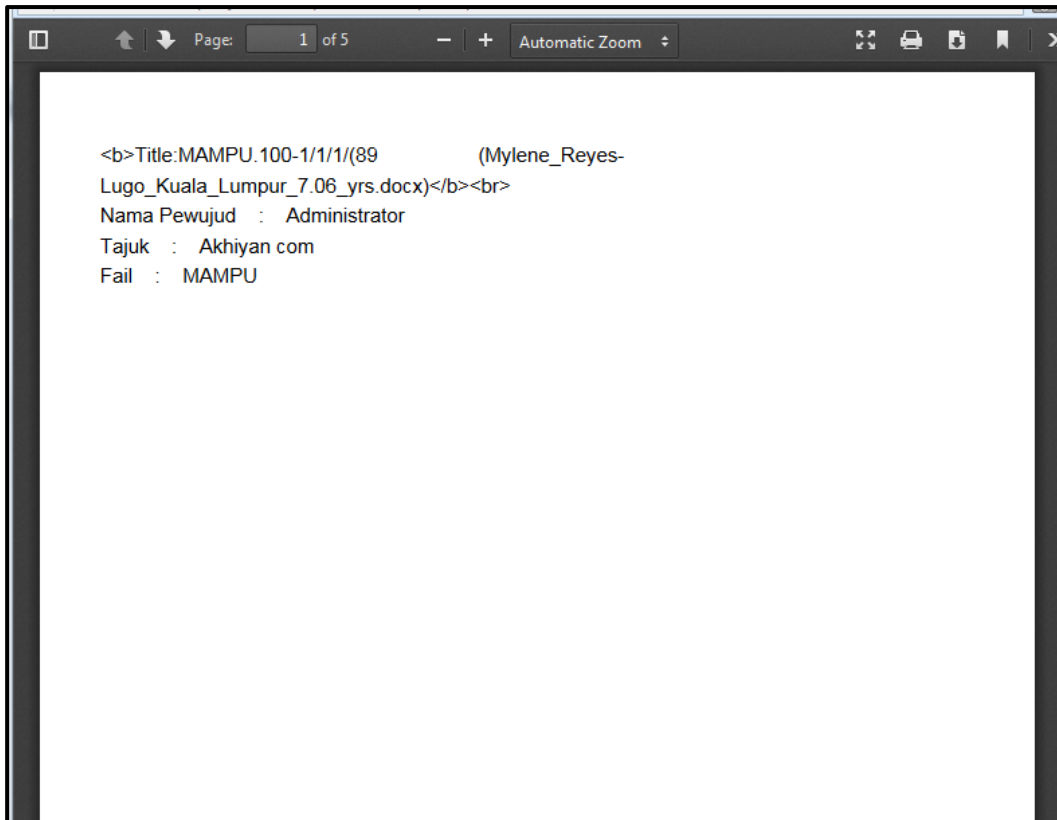 Page: 1 of 5 Automatic Zoom
<b>Title:MAMPU.100-1/1/1/(89 (Mylene_Reyes-
Lugo_Kuala_Lumpur_7.06_yrs.docx)</b><br>
Nama Pewujud : Administrator
Tajuk : Akhiyan com
Fail : MAMPU